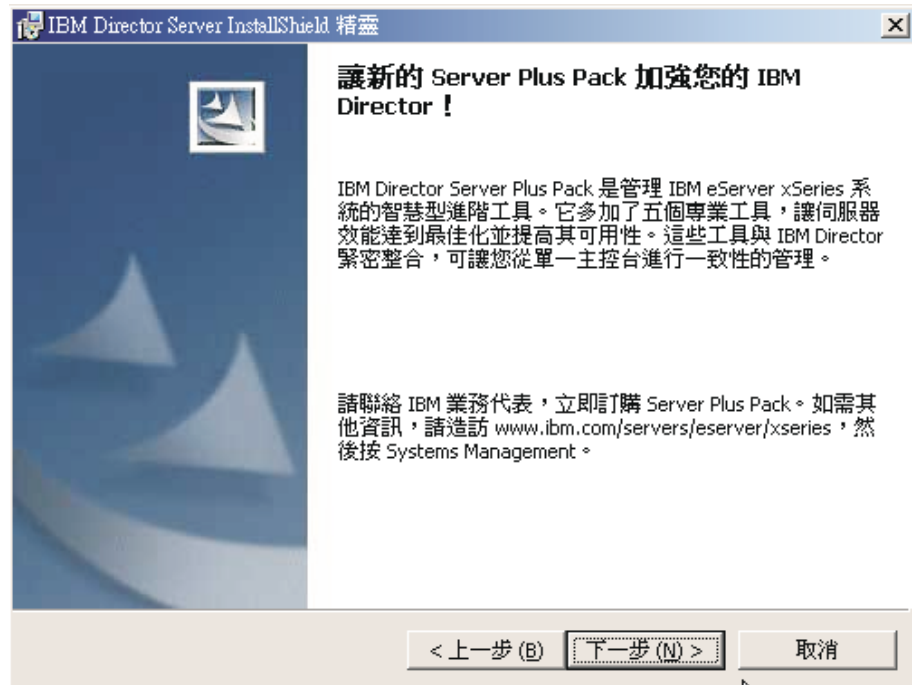 IBM Director Server InstallShield 精靈
讓新的 Server Plus Pack 加強您的 IBM
Director！
IBM Director Server Plus Pack 是管理 IBM eServer xSeries 系
統的智慧型進階工具。它多加了五個專業工具，讓伺服器
效能達到最佳化並提高其可用性。這些工具與 IBM Director
緊密整合，可讓您從單一主控台進行一致性的管理。
請聯絡 IBM 業務代表，立即訂購 Server Plus Pack。如需其
他資訊，請造訪 www.ibm.com/servers/eserver/xseries，然
後按 Systems Management。
< 上一步 (B)
下一步 (N) >
取消